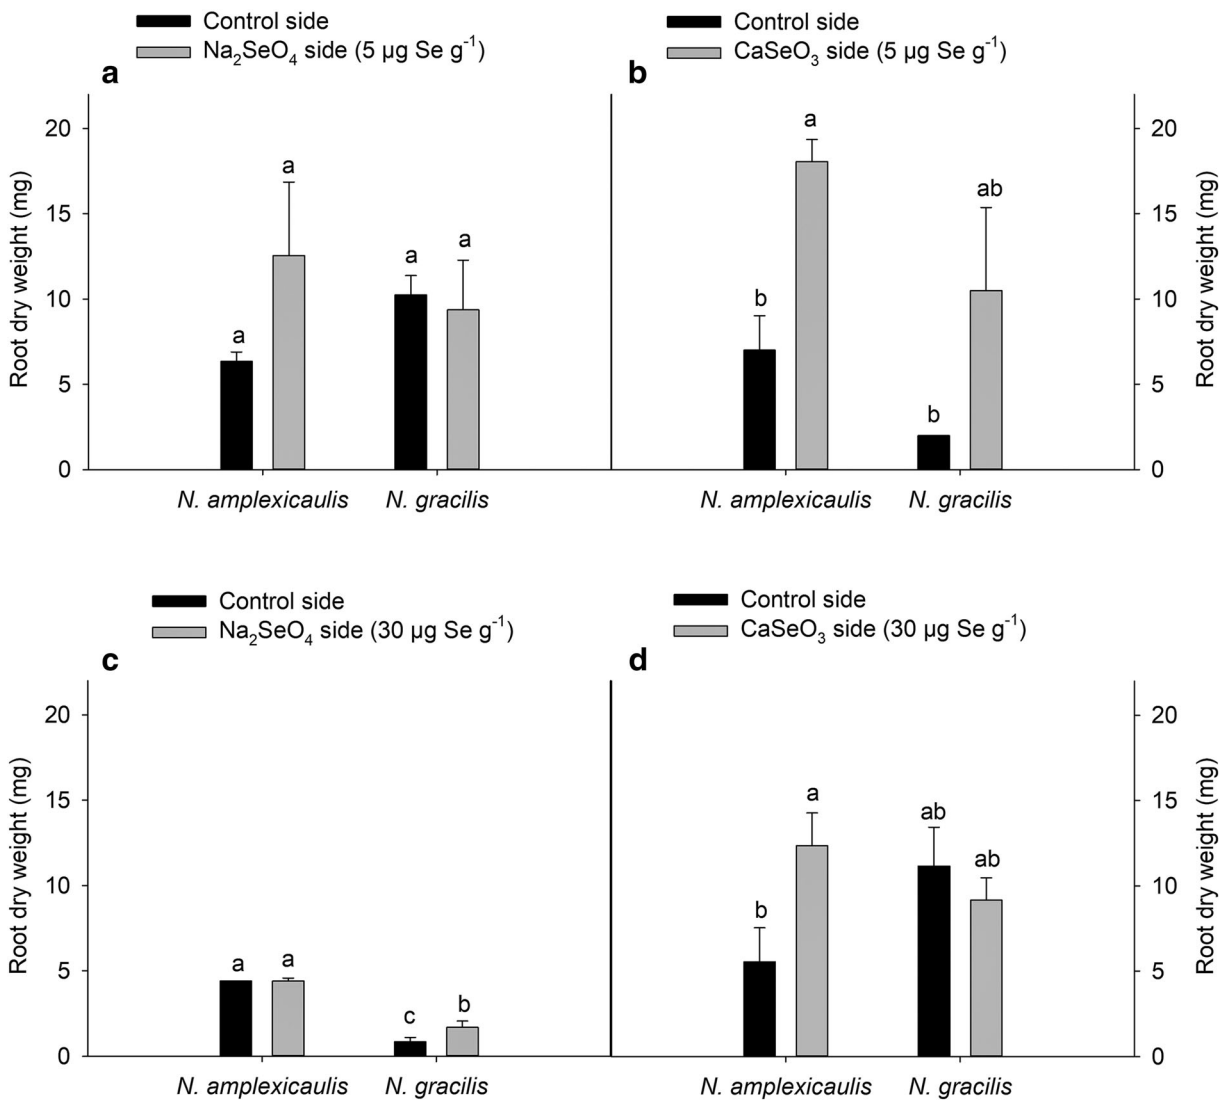 Control side
Na₂SeO₄ side (5 µg Se g⁻¹)
a
Root dry weight (mg)
20
15
10
5
0
a
a
a
a
N. amplexicaulis
N. gracilis
Control side
CaSeO₃ side (5 µg Se g⁻¹)
b
a
b
ab
b
20
15
10
5
0
Root dry weight (mg)
N. amplexicaulis
N. gracilis
Control side
Na₂SeO₄ side (30 µg Se g⁻¹)
c
Root dry weight (mg)
20
15
10
5
0
a
a
c
b
N. amplexicaulis
N. gracilis
Control side
CaSeO₃ side (30 µg Se g⁻¹)
d
b
a
ab
ab
20
15
10
5
0
Root dry weight (mg)
N. amplexicaulis
N. gracilis